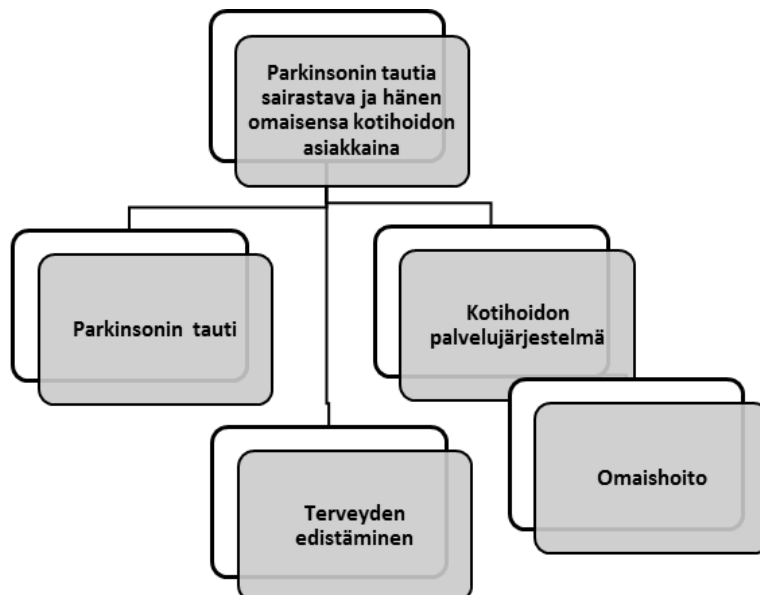 Parkinsonin tautia
sairastava ja hänen
omaisensa kotihoidon
asiakkaina
Parkinsonin tauti
Kotihoidon
palvelujärjestelmä
Terveyden
edistäminen
Omaishoito